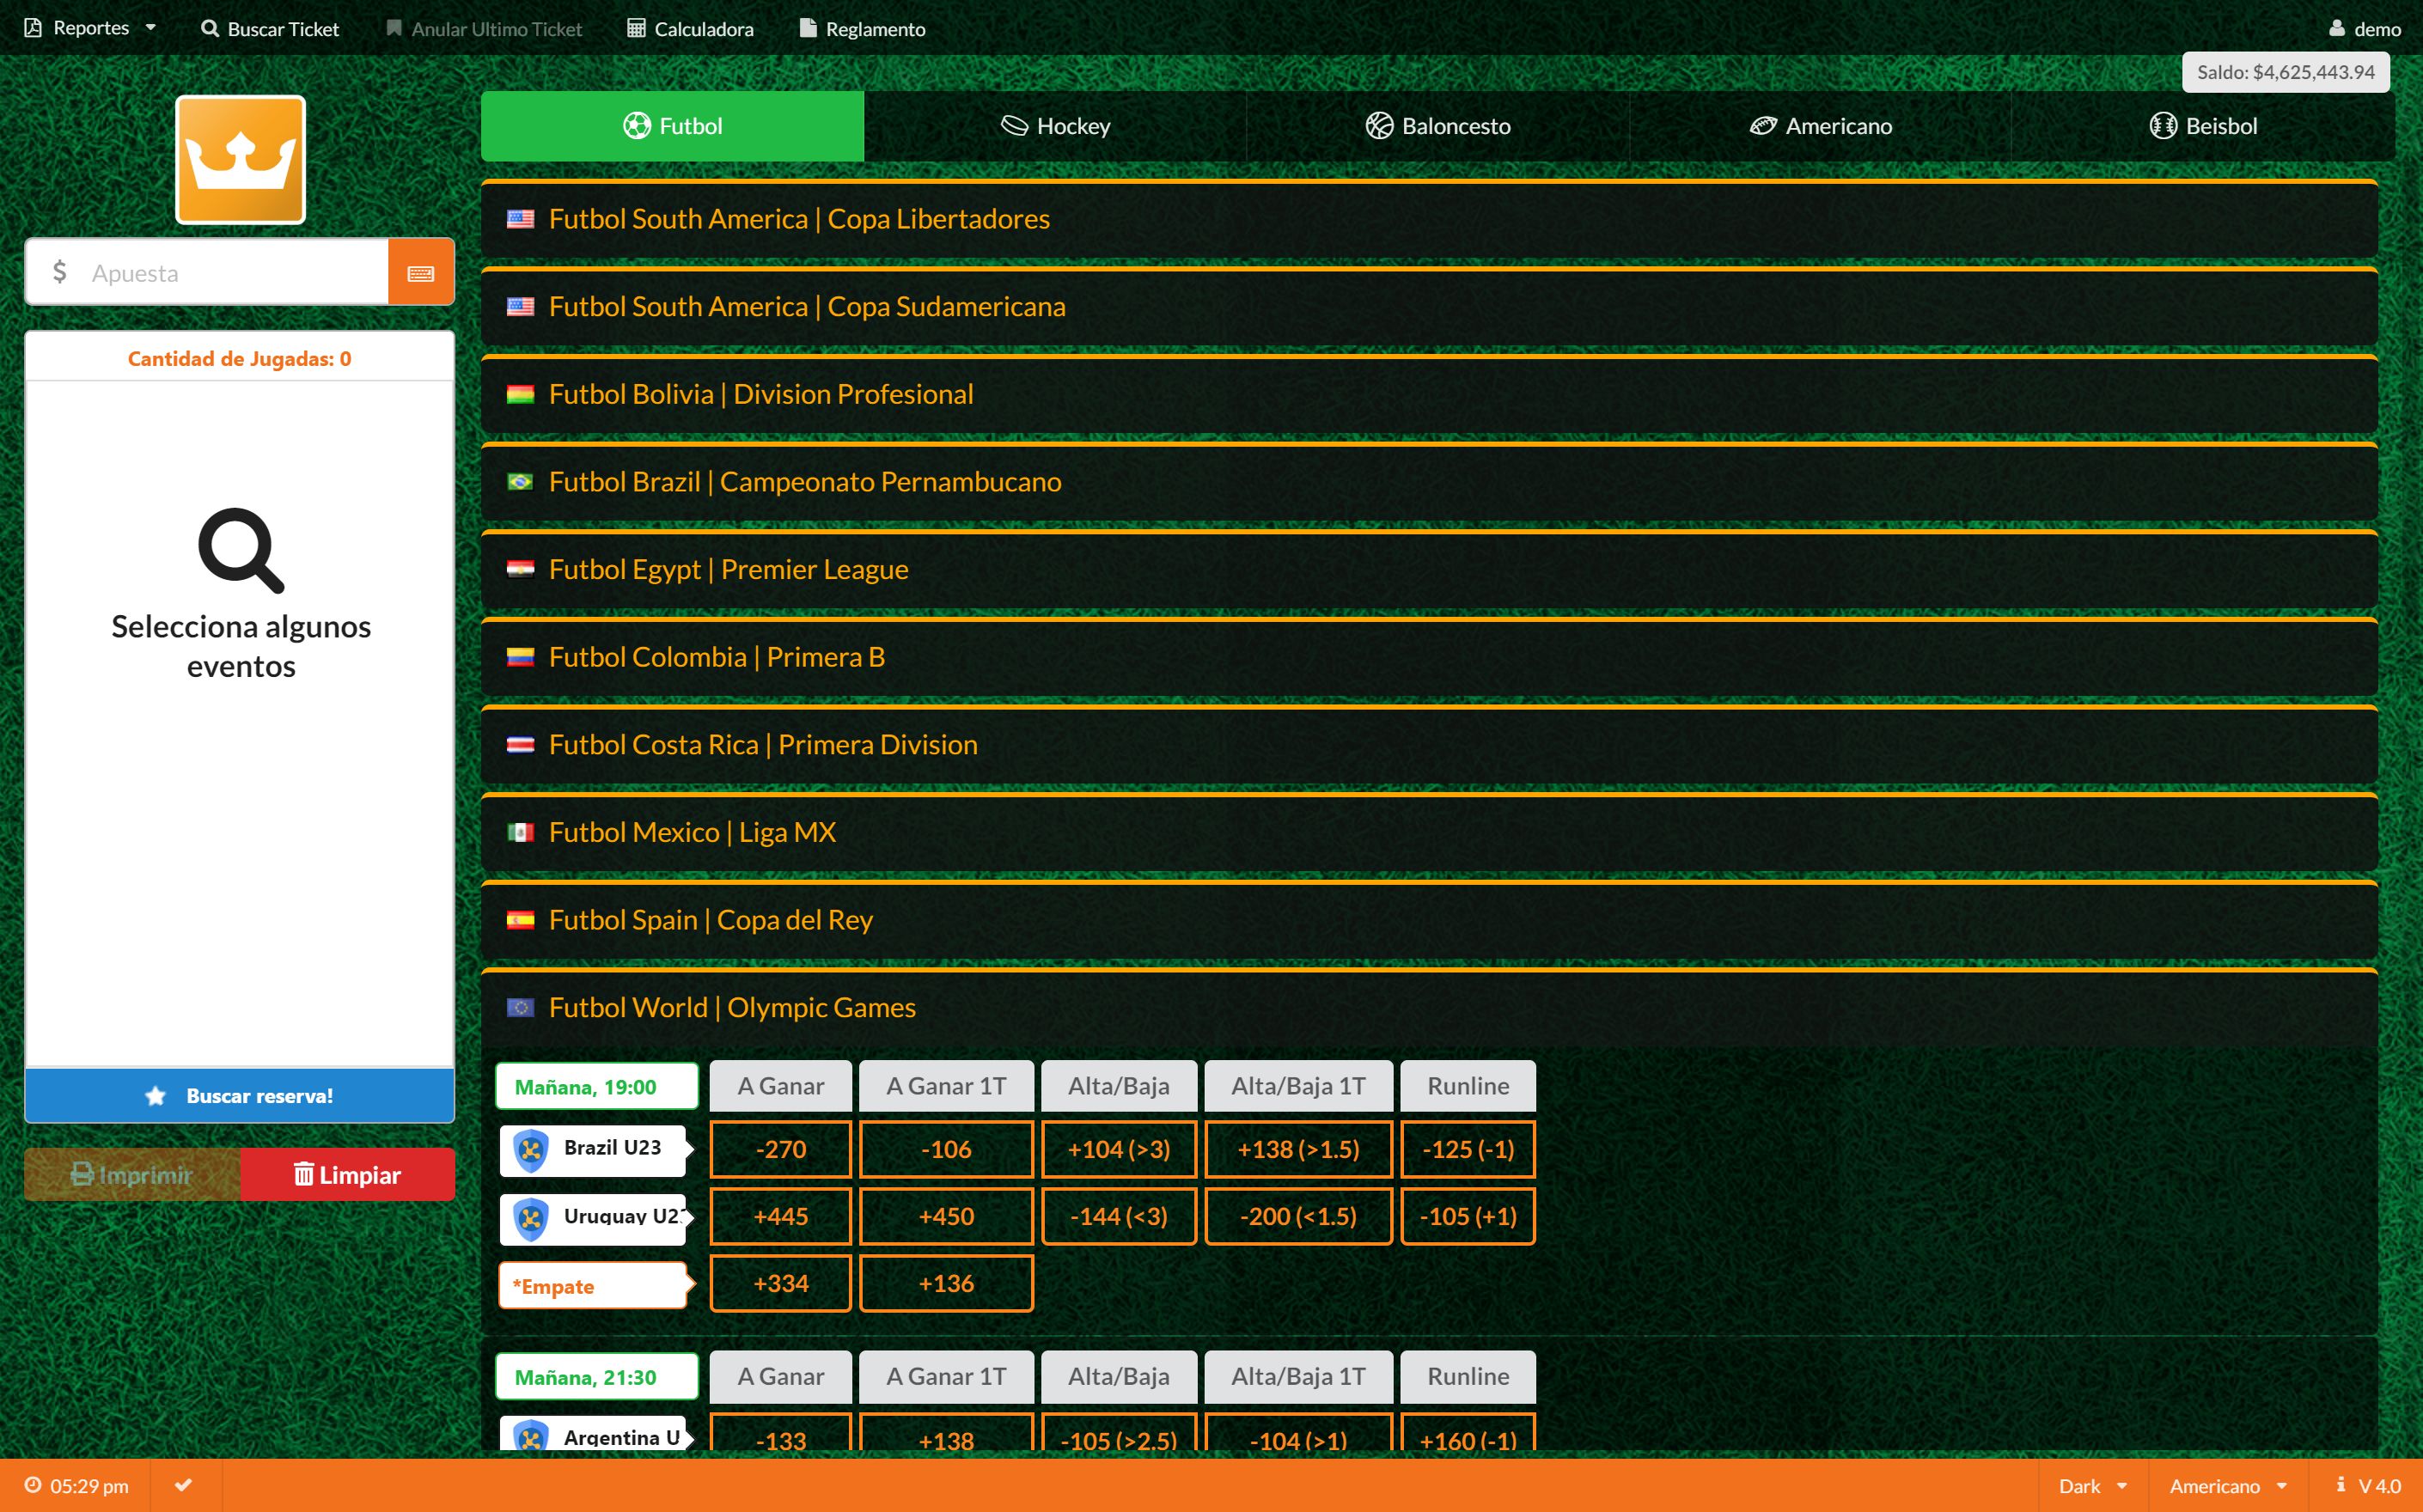 Reportes
Buscar Ticket
Anular Ultimo Ticket
Calculadora
Reglamento
demo
Saldo: $4,625,443.94
$ Apuesta
Cantidad de Jugadas: 0
Selecciona algunos
eventos
Buscar reserva!
Imprimir
Limpiar
Futbol
Hockey
Baloncesto
Americano
Beisbol
Futbol South America | Copa Libertadores
Futbol South America | Copa Sudamericana
Futbol Bolivia | Division Profesional
Futbol Brazil | Campeonato Pernambucano
Futbol Egypt | Premier League
Futbol Colombia | Primera B
Futbol Costa Rica | Primera Division
Futbol Mexico | Liga MX
Futbol Spain | Copa del Rey
Futbol World | Olympic Games
Mañana, 19:00 A Ganar A Ganar 1T Alta/Baja Alta/Baja 1T Runline
Brazil U23 -270 -106 +104 (>3) +138 (>1.5) -125 (-1)
Uruguay U2 +445 +450 -144 (<3) -200 (<1.5) -105 (+1)
*Empate +334 +136
Mañana, 21:30 A Ganar A Ganar 1T Alta/Baja Alta/Baja 1T Runline
Argentina U -133 +138 -105 (>2.5) -104 (>1) +160 (-1)
05:29 pm
Dark
Americano
V 4.0